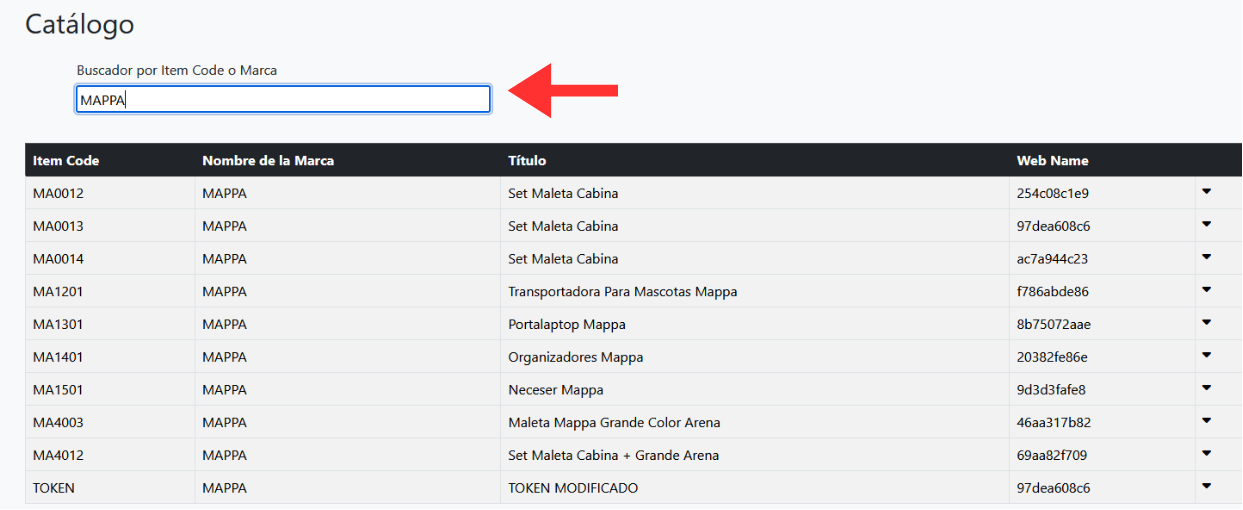 Catálogo
Buscador por Item Code o Marca
MAPPA
Item Code Nombre de la Marca Título Web Name
MA0012 MAPPA Set Maleta Cabina 254c08c1e9
MA0013 MAPPA Set Maleta Cabina 97dea608c6
MA0014 MAPPA Set Maleta Cabina ac7a944c23
MA1201 MAPPA Transportadora Para Mascotas Mappa f786abde86
MA1301 MAPPA Portalaptop Mappa 8b75072aae
MA1401 MAPPA Organizadores Mappa 20382fe86e
MA1501 MAPPA Neceser Mappa 9d3d3fafe8
MA4003 MAPPA Maleta Mappa Grande Color Arena 46aa317b82
MA4012 MAPPA Set Maleta Cabina + Grande Arena 69aa82f709
TOKEN MAPPA TOKEN MODIFICADO 97dea608c6